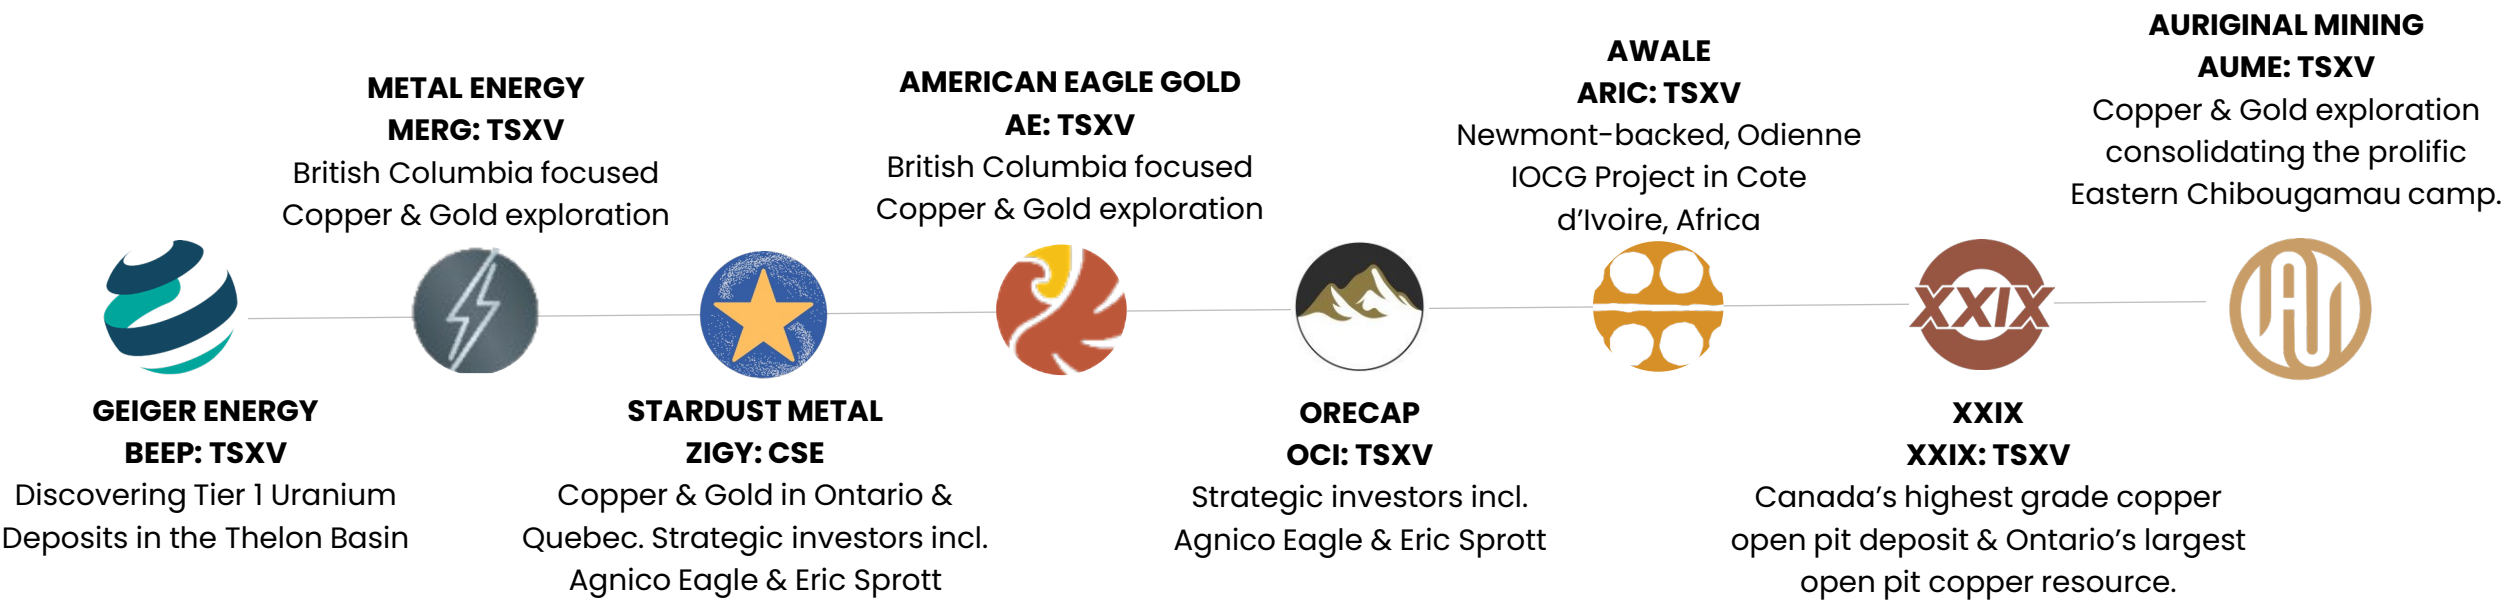 GEIGER ENERGY
BEEP: TSXV
Discovering Tier 1 Uranium
Deposits in the Thelon Basin
METAL ENERGY
MERG: TSXV
British Columbia focused
Copper & Gold exploration
STARDUST METAL
ZIGY: CSE
Copper & Gold in Ontario &
Quebec. Strategic investors incl.
Agnico Eagle & Eric Sprott
AMERICAN EAGLE GOLD
AE: TSXV
British Columbia focused
Copper & Gold exploration
ORECAP
OCI: TSXV
Strategic investors incl.
Agnico Eagle & Eric Sprott
AWALE
ARIC: TSXV
Newmont-backed, Odienne
IOCG Project in Cote
d’Ivoire, Africa
XXIX
XXIX
XXIX: TSXV
Canada’s highest grade copper
open pit deposit & Ontario’s largest
open pit copper resource.
AURIGINAL MINING
AUME: TSXV
Copper & Gold exploration
consolidating the prolific
Eastern Chibougamau camp.
AU